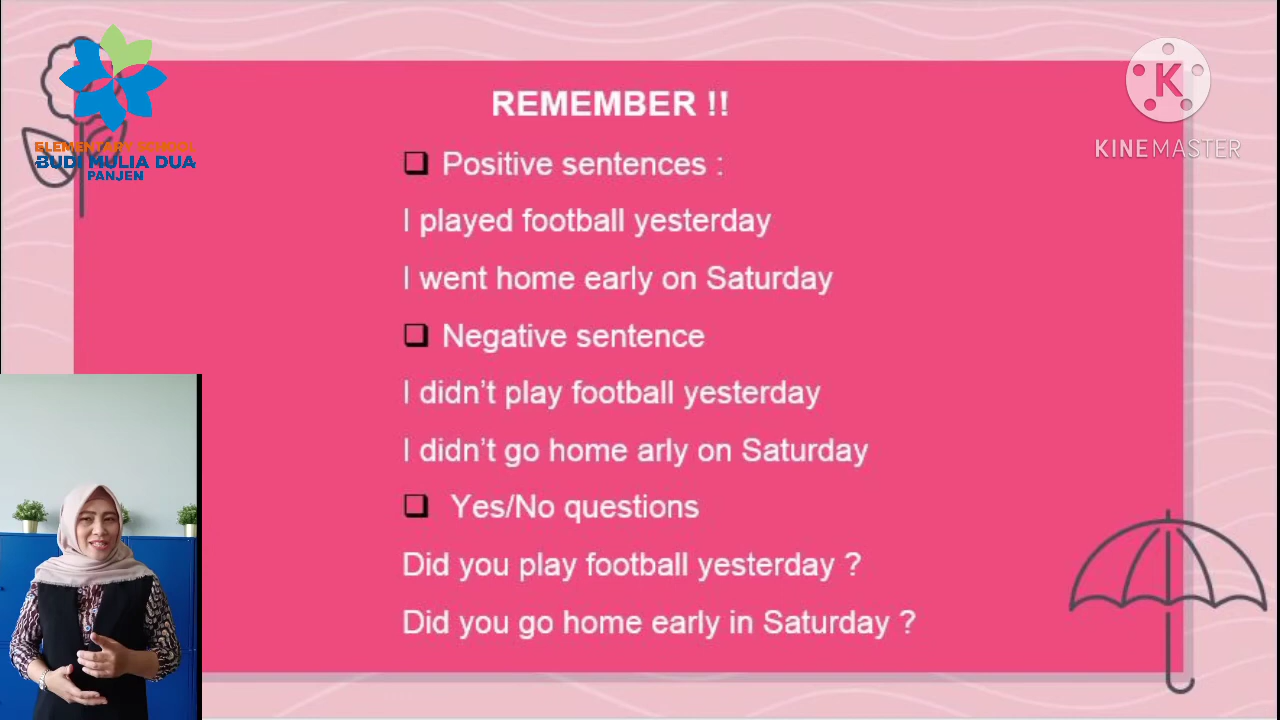 ELEMENTARY SCHOOL
BUDI MULIA DUA
PANJEN
K
KINEMASTER
REMEMBER !!
Positive sentences :
I played football yesterday
I went home early on Saturday
Negative sentence
I didn’t play football yesterday
I didn’t go home arly on Saturday
Yes/No questions
Did you play football yesterday ?
Did you go home early in Saturday ?